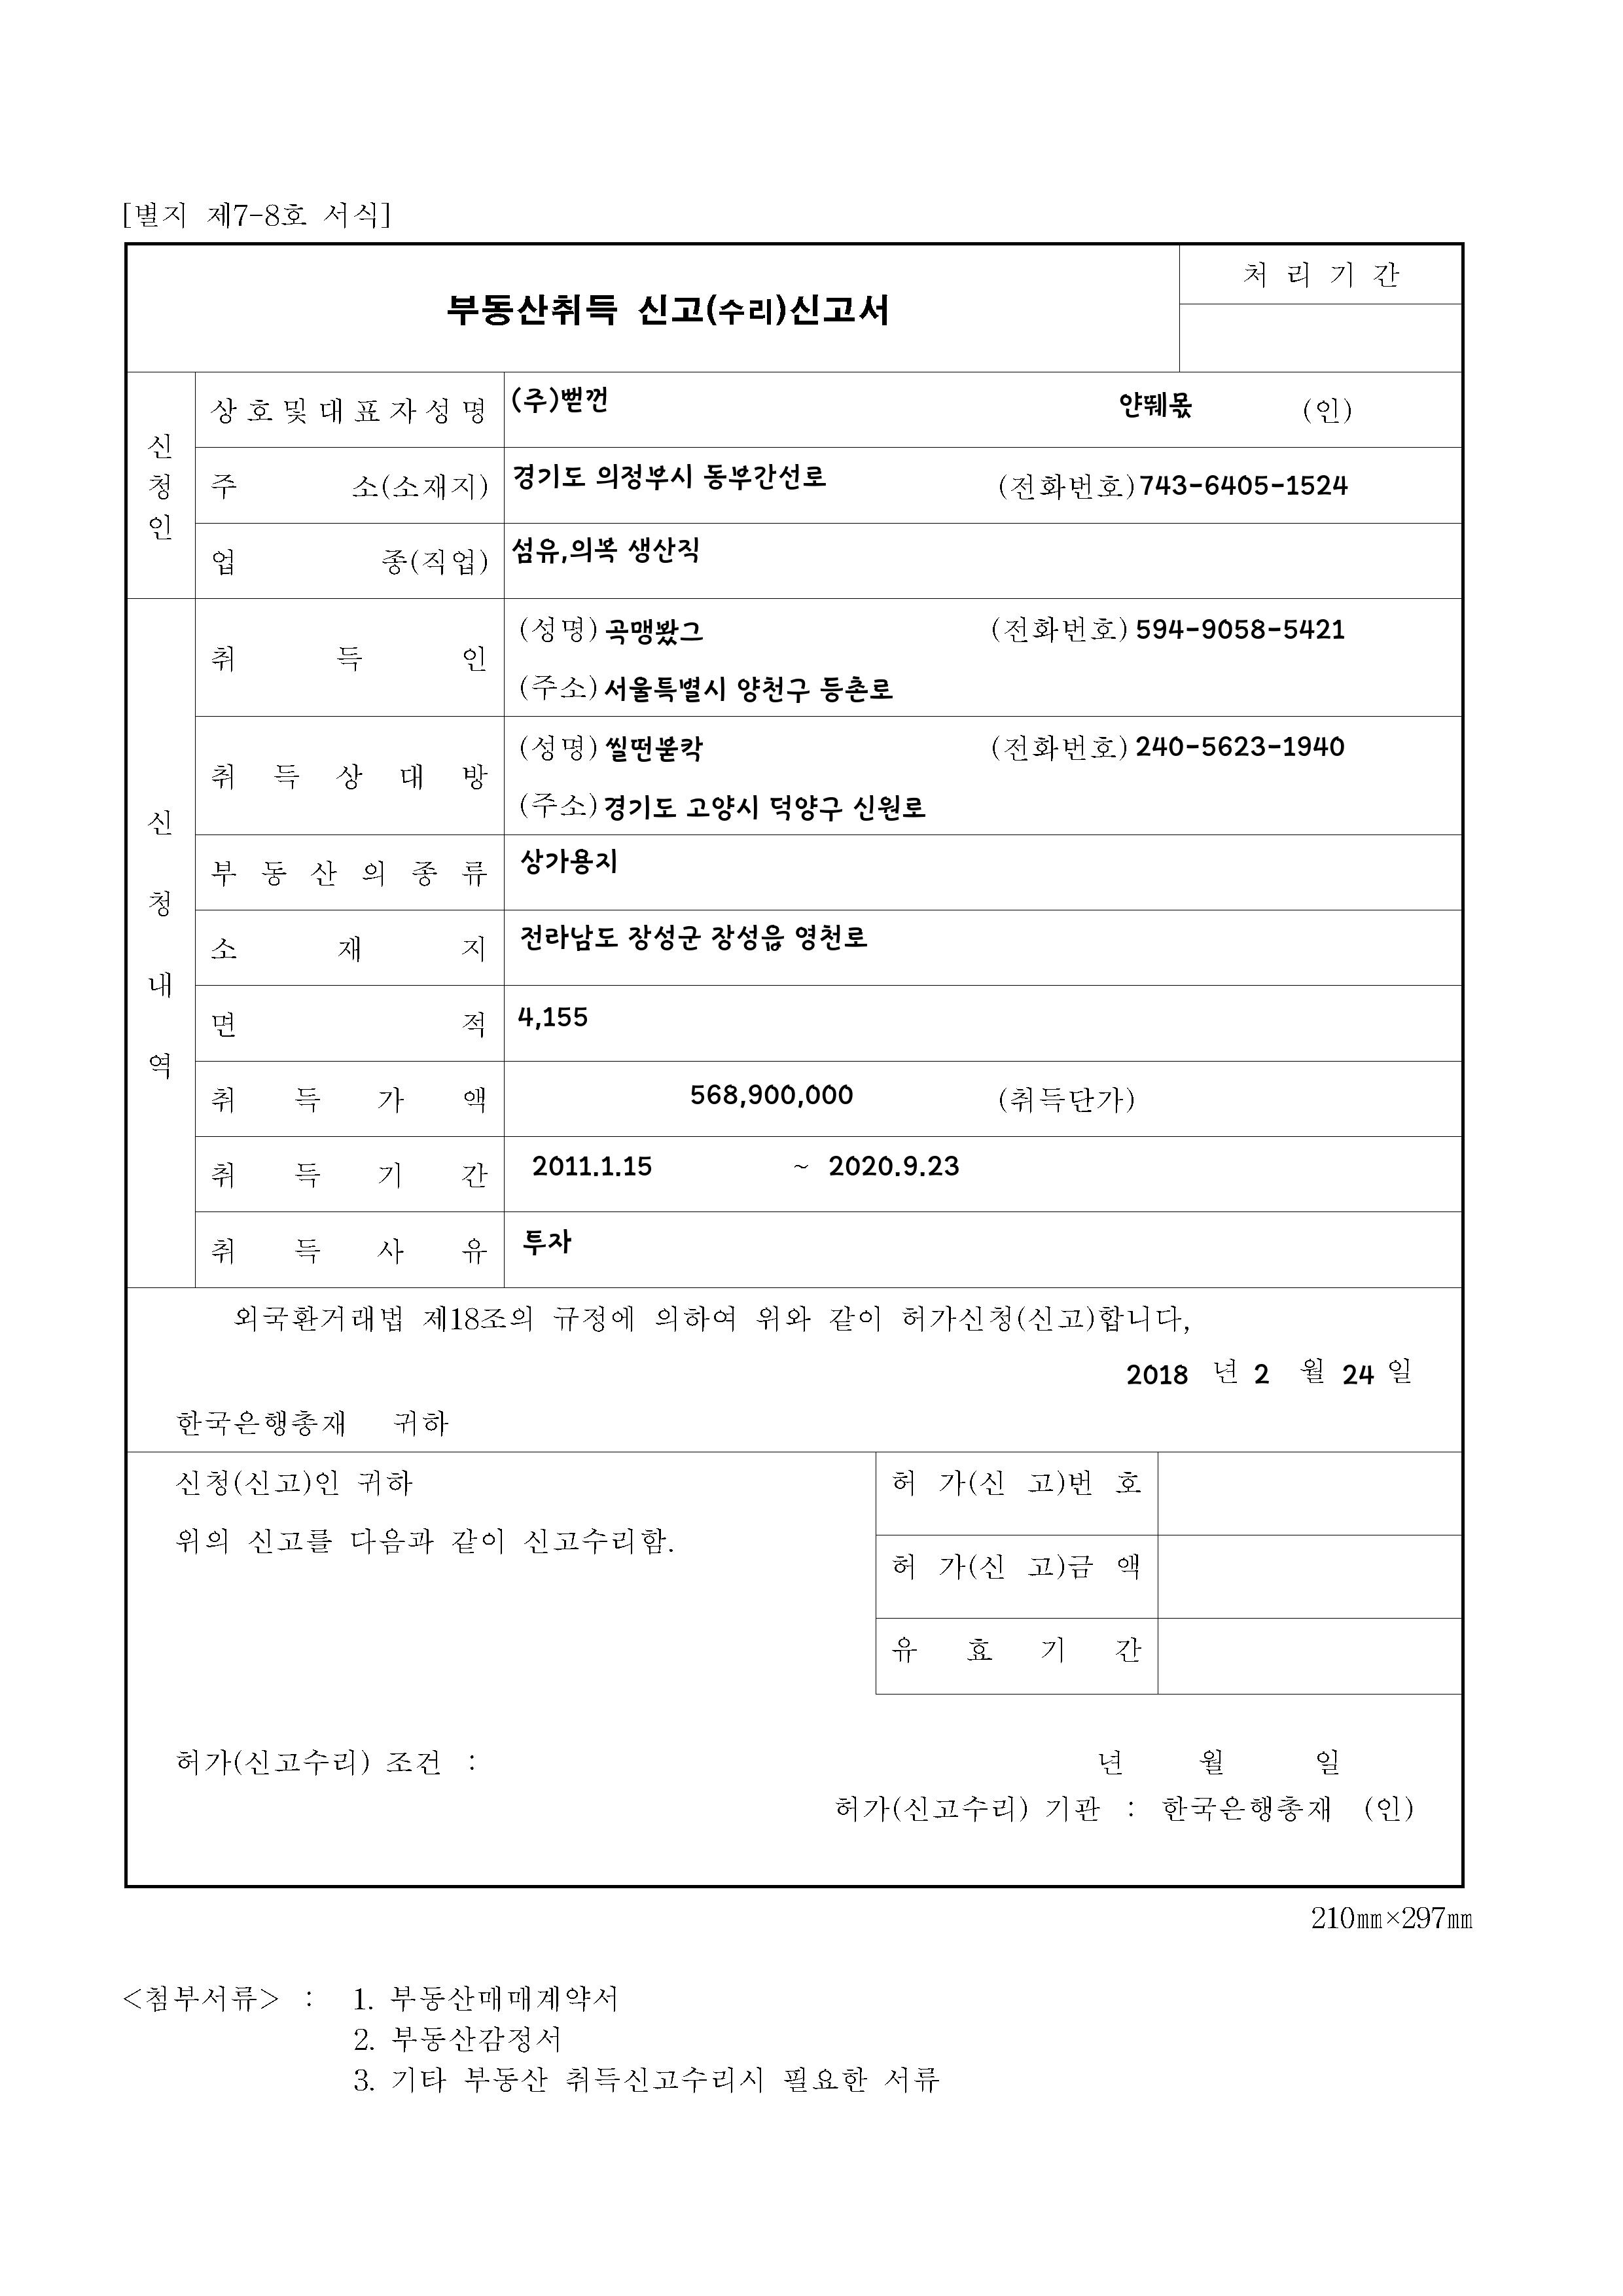 [별지 제7-8호 서식]
부동산취득 신고(수리)신고서
처 리 기 간
신청인
상호및대표자성명 (주)뻗껀 얀뛔몫 (인)
주 소(소재지) 경기도 의정부시 동부간선로 (전화번호)743-6405-1524
업 종(직업) 섬유,의복 생산직
신청내역
취 득 인 (성명) 곡맹봤그 (전화번호) 594-9058-5421
(주소) 서울특별시 양천구 등촌로
취 득 상 대 방 (성명) 씰떤붇칵 (전화번호) 240-5623-1940
(주소) 경기도 고양시 덕양구 신원로
부 동 산 의 종 류 상가용지
소 재 지 전라남도 장성군 장성읍 영천로
면 적 4,155
취 득 가 액 568,900,000 (취득단가)
취 득 기 간 2011.1.15 ~ 2020.9.23
취 득 사 유 투자
외국환거래법 제18조의 규정에 의하여 위와 같이 허가신청(신고)합니다,
2018 년 2 월 24 일
한국은행총재 귀하
신청(신고)인 귀하
위의 신고를 다음과 같이 신고수리함.
허 가(신 고)번 호
허 가(신 고)금 액
유 효 기 간
허가(신고수리) 조건 :
년 월 일
허가(신고수리) 기관 : 한국은행총재 (인)
210㎜×297㎜
<첨부서류> : 1. 부동산매매계약서
2. 부동산감정서
3. 기타 부동산 취득신고수리시 필요한 서류